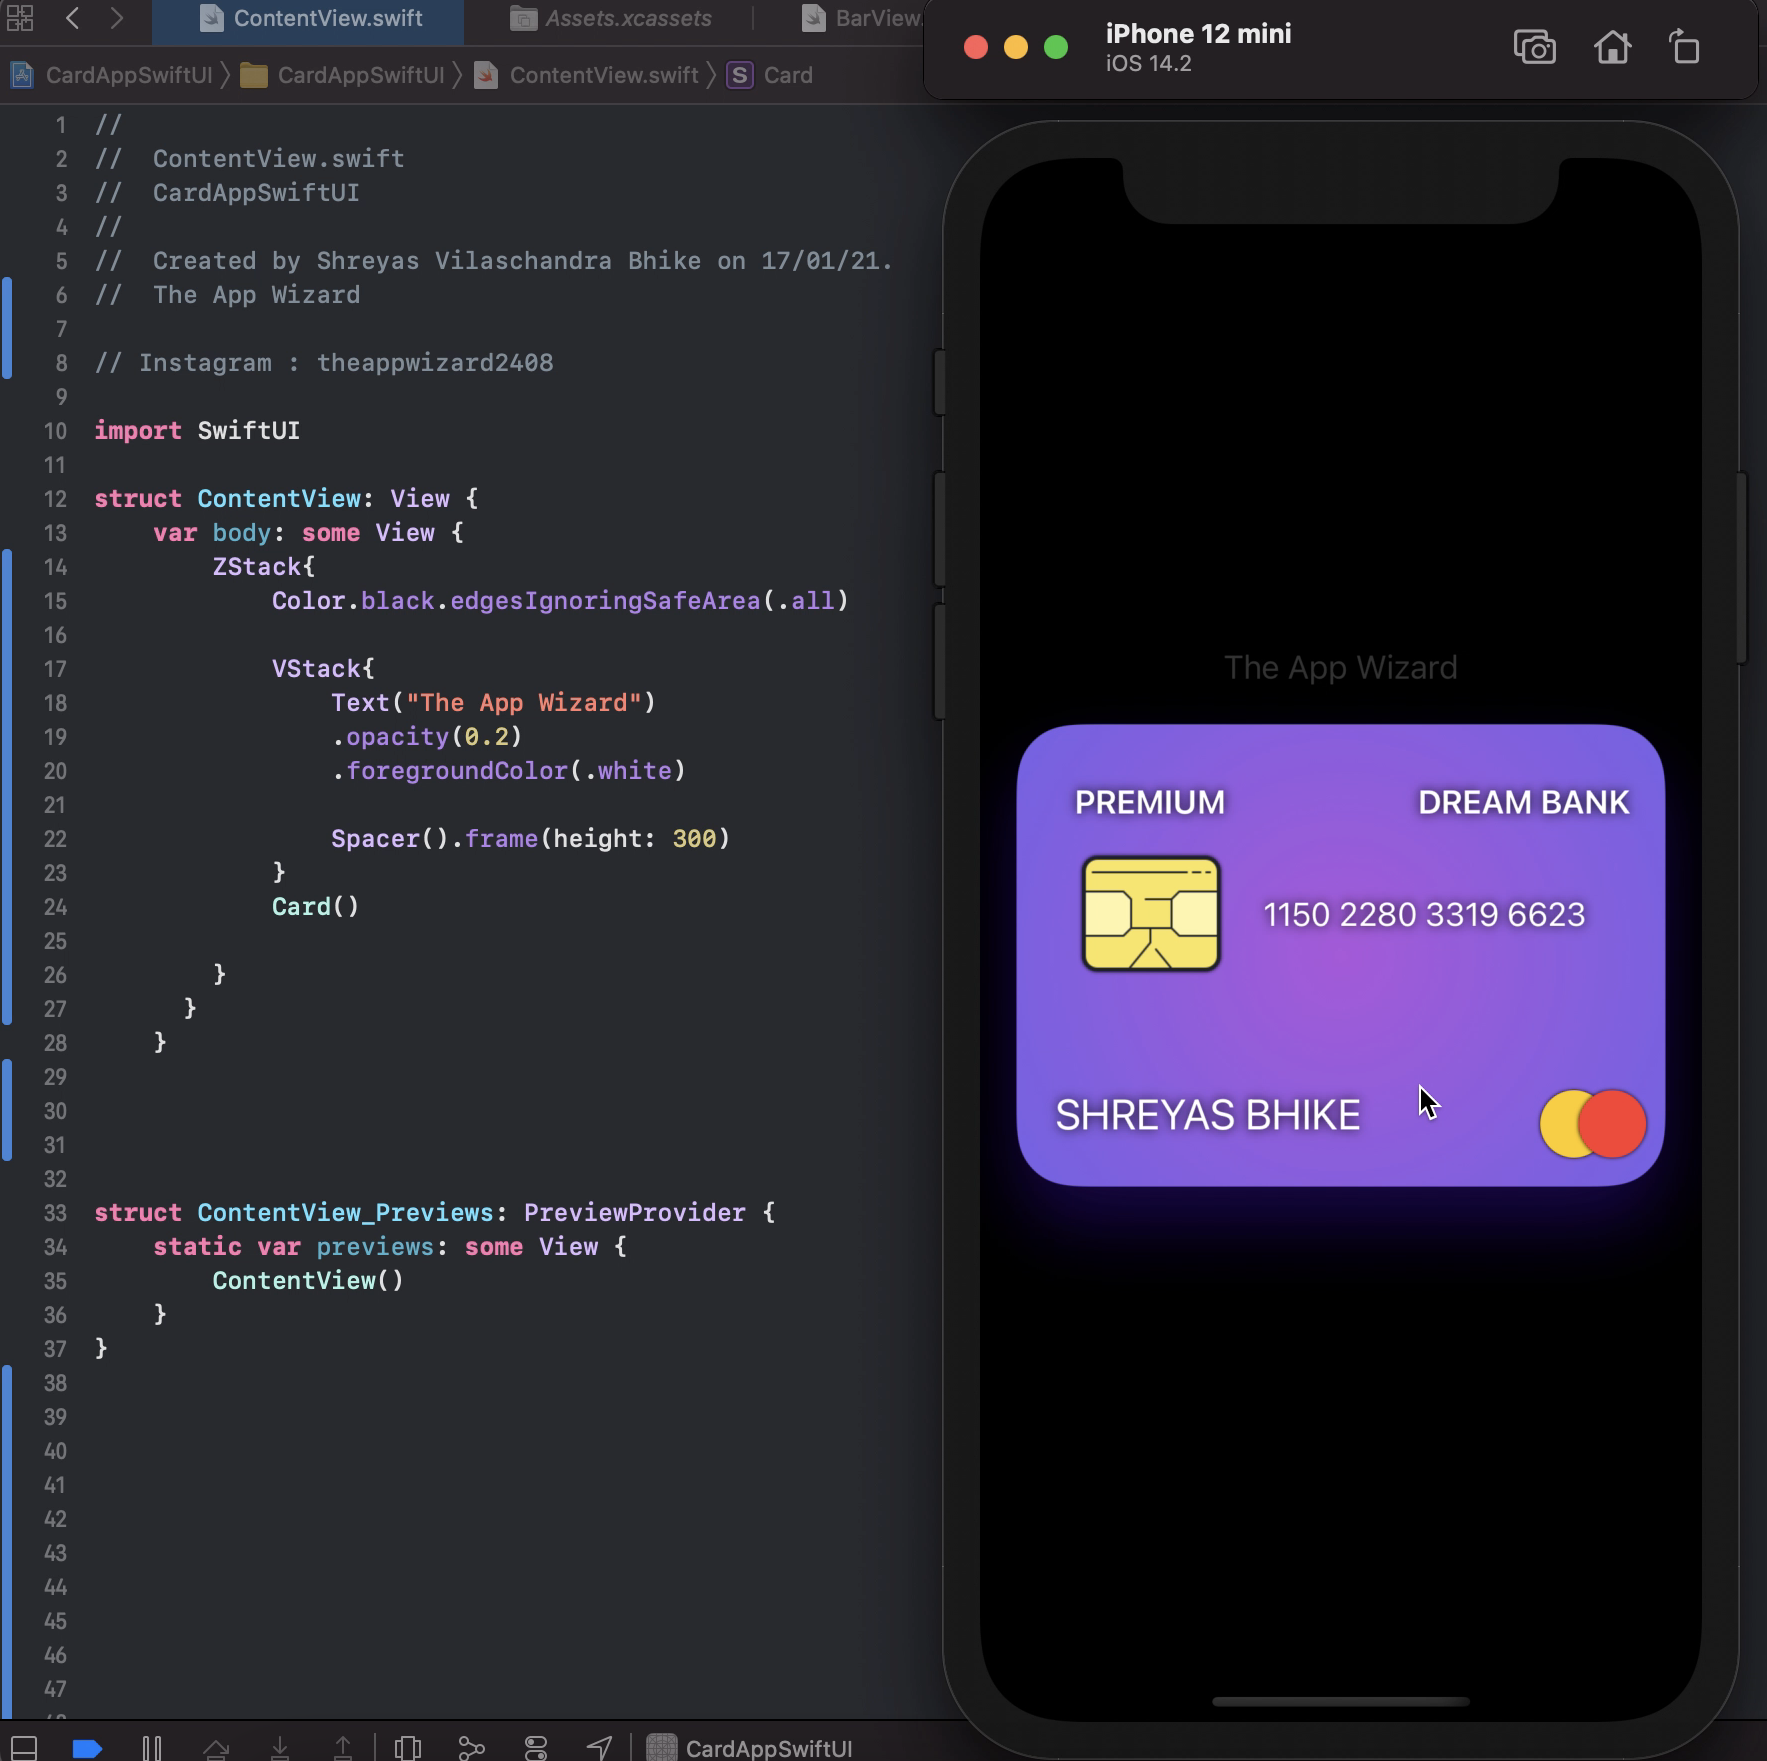 ContentView.swift
Assets.xcassets
BarView.
CardAppSwiftUI
CardAppSwiftUI
ContentView.swift
S
Card
1 //
2 //  ContentView.swift
3 //  CardAppSwiftUI
4 //
5 //  Created by Shreyas Vilaschandra Bhike on 17/01/21.
6 //  The App Wizard
7
8 // Instagram : theappwizard2408
9
10 import SwiftUI
11
12 struct ContentView: View {
13     var body: some View {
14         ZStack{
15             Color.black.edgesIgnoringSafeArea(.all)
16
17             VStack{
18                 Text("The App Wizard")
19                 .opacity(0.2)
20                 .foregroundColor(.white)
21
22                 Spacer().frame(height: 300)
23             }
24             Card()
25
26         }
27       }
28     }
29
30
31
32
33 struct ContentView_Previews: PreviewProvider {
34     static var previews: some View {
35         ContentView()
36     }
37 }
38
39
40
41
42
43
44
45
46
47
CardAppSwiftUI
iPhone 12 mini
iOS 14.2
The App Wizard
PREMIUM
DREAM BANK
1150 2280 3319 6623
SHREYAS BHIKE